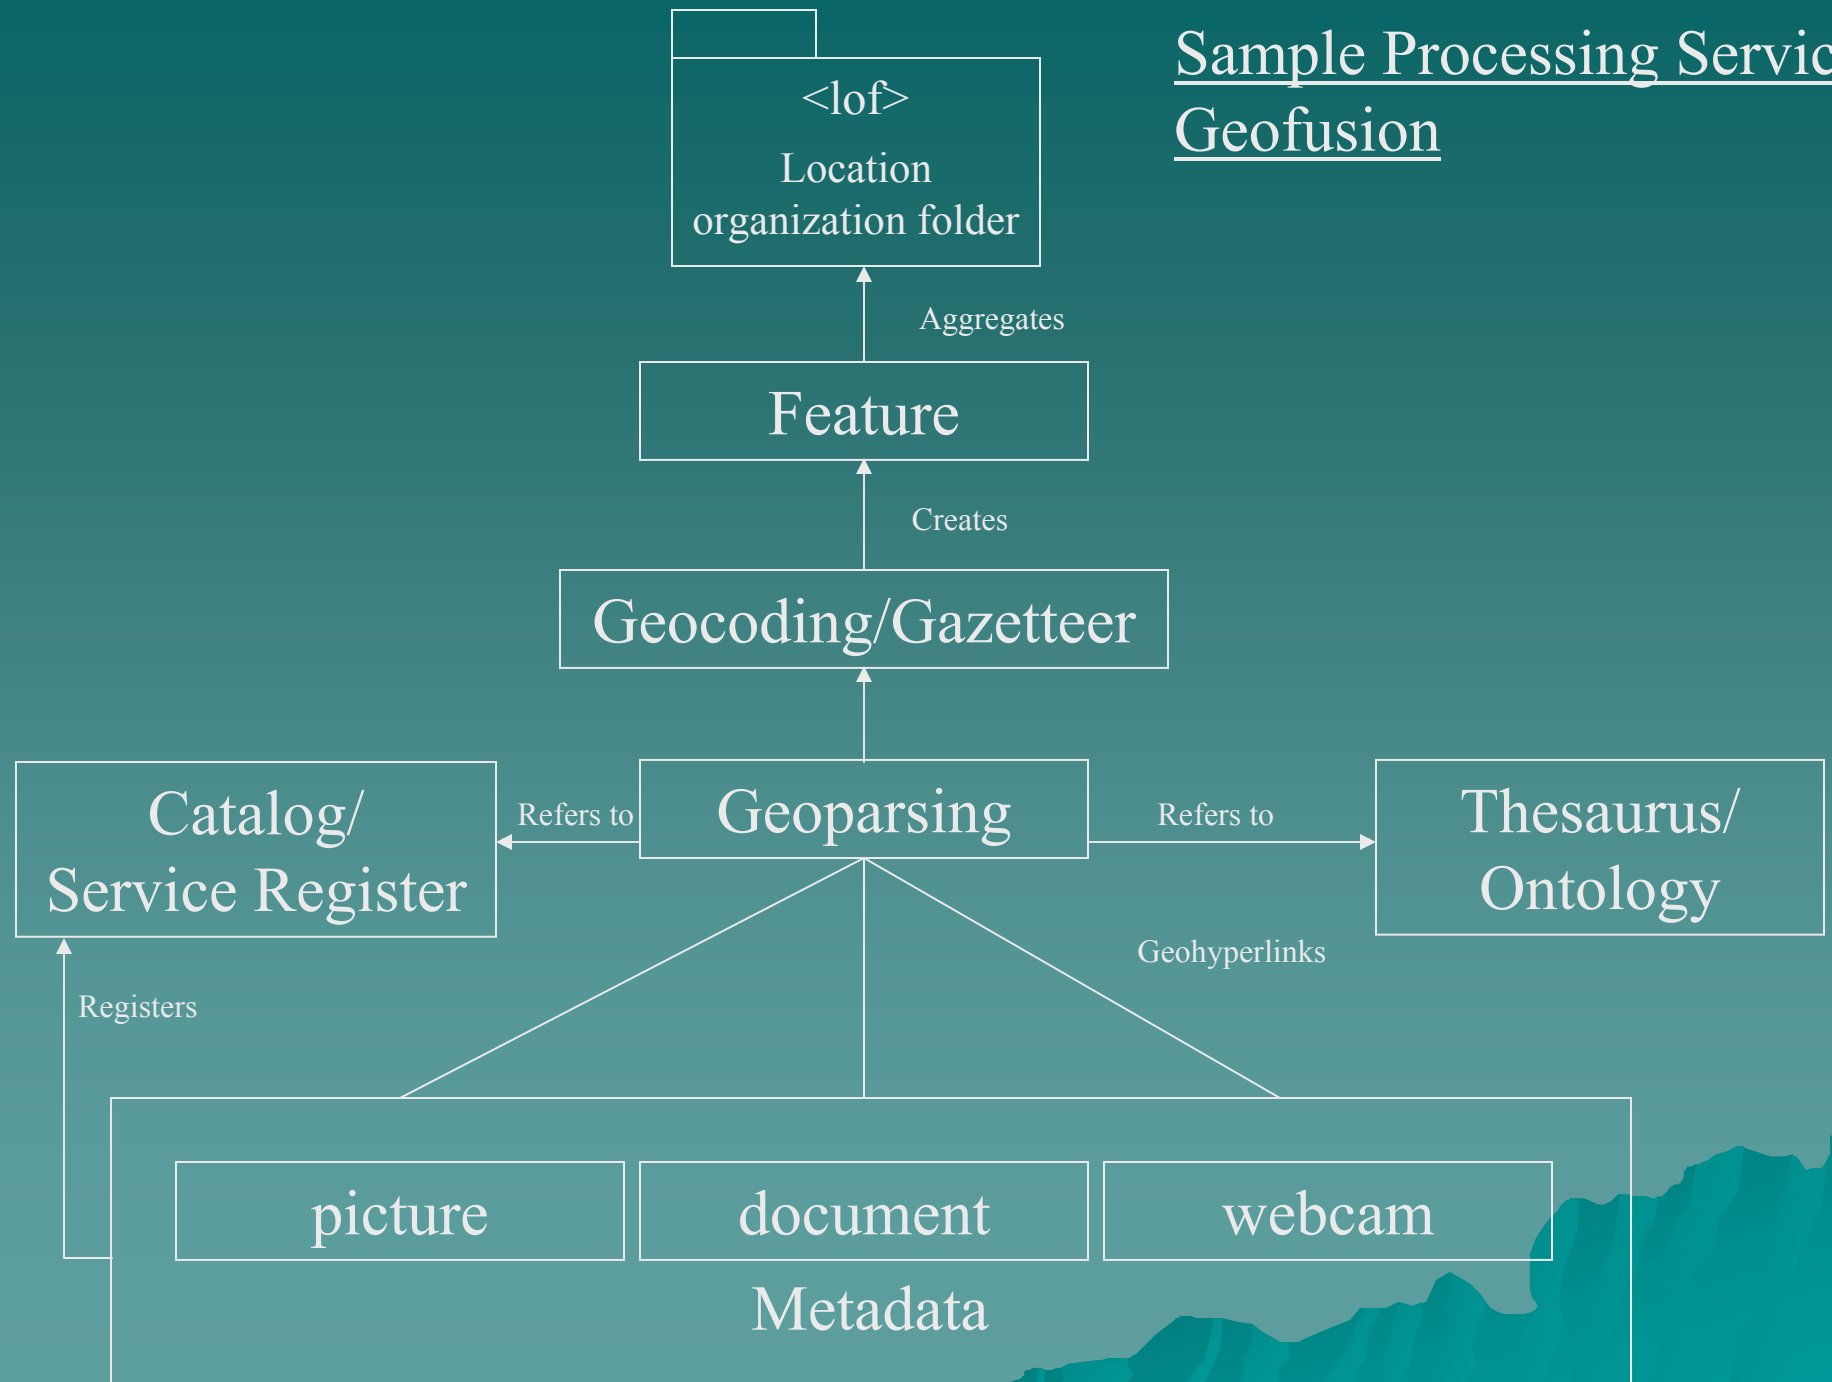 Sample Processing Servic
Geofusion
<lof>
Location
organization folder
Aggregates
Feature
Creates
Geocoding/Gazetteer
Catalog/
Service Register
Refers to
Geoparsing
Refers to
Thesaurus/
Ontology
Geohyperlinks
Registers
picture
document
webcam
Metadata